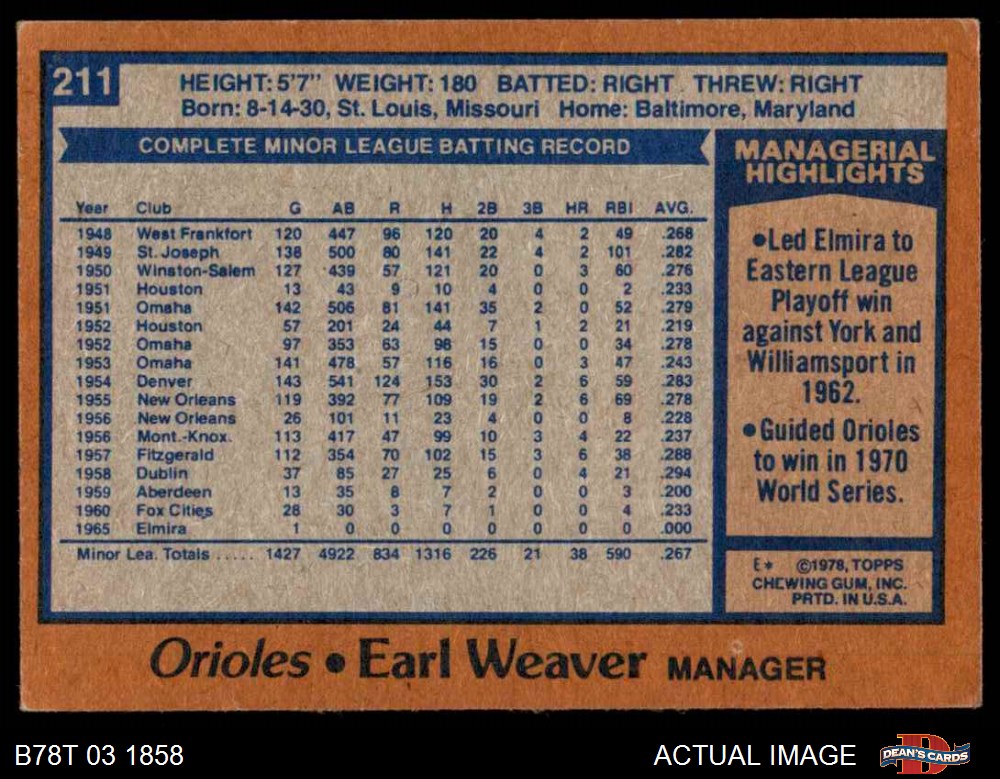 211
HEIGHT: 5'7" WEIGHT: 180 BATTED: RIGHT THREW: RIGHT
Born: 8-14-30, St. Louis, Missouri Home: Baltimore, Maryland
COMPLETE MINOR LEAGUE BATTING RECORD
Year Club G AB R H 2B 3B HR RBI AVG.
1948 West Frankfort 120 447 96 120 20 4 2 49 .268
1949 St. Joseph 138 500 80 141 22 4 2 101 .282
1950 Winston-Salem 127 439 57 121 20 0 3 60 .276
1951 Houston 13 43 9 10 4 0 0 2 .233
1951 Omaha 142 506 81 141 35 2 0 52 .279
1952 Houston 57 201 24 44 7 1 2 21 .219
1952 Omaha 97 353 63 98 15 0 0 34 .278
1953 Omaha 141 478 57 116 16 0 3 47 .243
1954 Denver 143 541 124 153 30 2 6 59 .283
1955 New Orleans 119 392 77 109 19 2 6 69 .278
1956 New Orleans 26 101 11 23 4 0 0 8 .228
1956 Mont.-Knox. 113 417 47 99 10 3 4 22 .237
1957 Fitzgerald 112 354 70 102 15 3 6 38 .288
1958 Dublin 37 85 27 25 6 0 4 21 .294
1959 Aberdeen 13 35 8 7 2 0 0 3 .200
1960 Fox Cities 28 30 3 7 1 0 0 4 .233
1965 Elmira 1 0 0 0 0 0 0 0 .000
Minor Lea. Totals ..... 1427 4922 834 1316 226 21 38 590 .267
MANAGERIAL
HIGHLIGHTS
•Led Elmira to
Eastern League
Playoff win
against York and
Williamsport in
1962.
•Guided Orioles
to win in 1970
World Series.
E* ©1978, TOPPS
CHEWING GUM, INC.
PRTD. IN U.S.A.
Orioles • Earl Weaver MANAGER
B78T 03 1858
ACTUAL IMAGE
D
DEAN'S CARDS